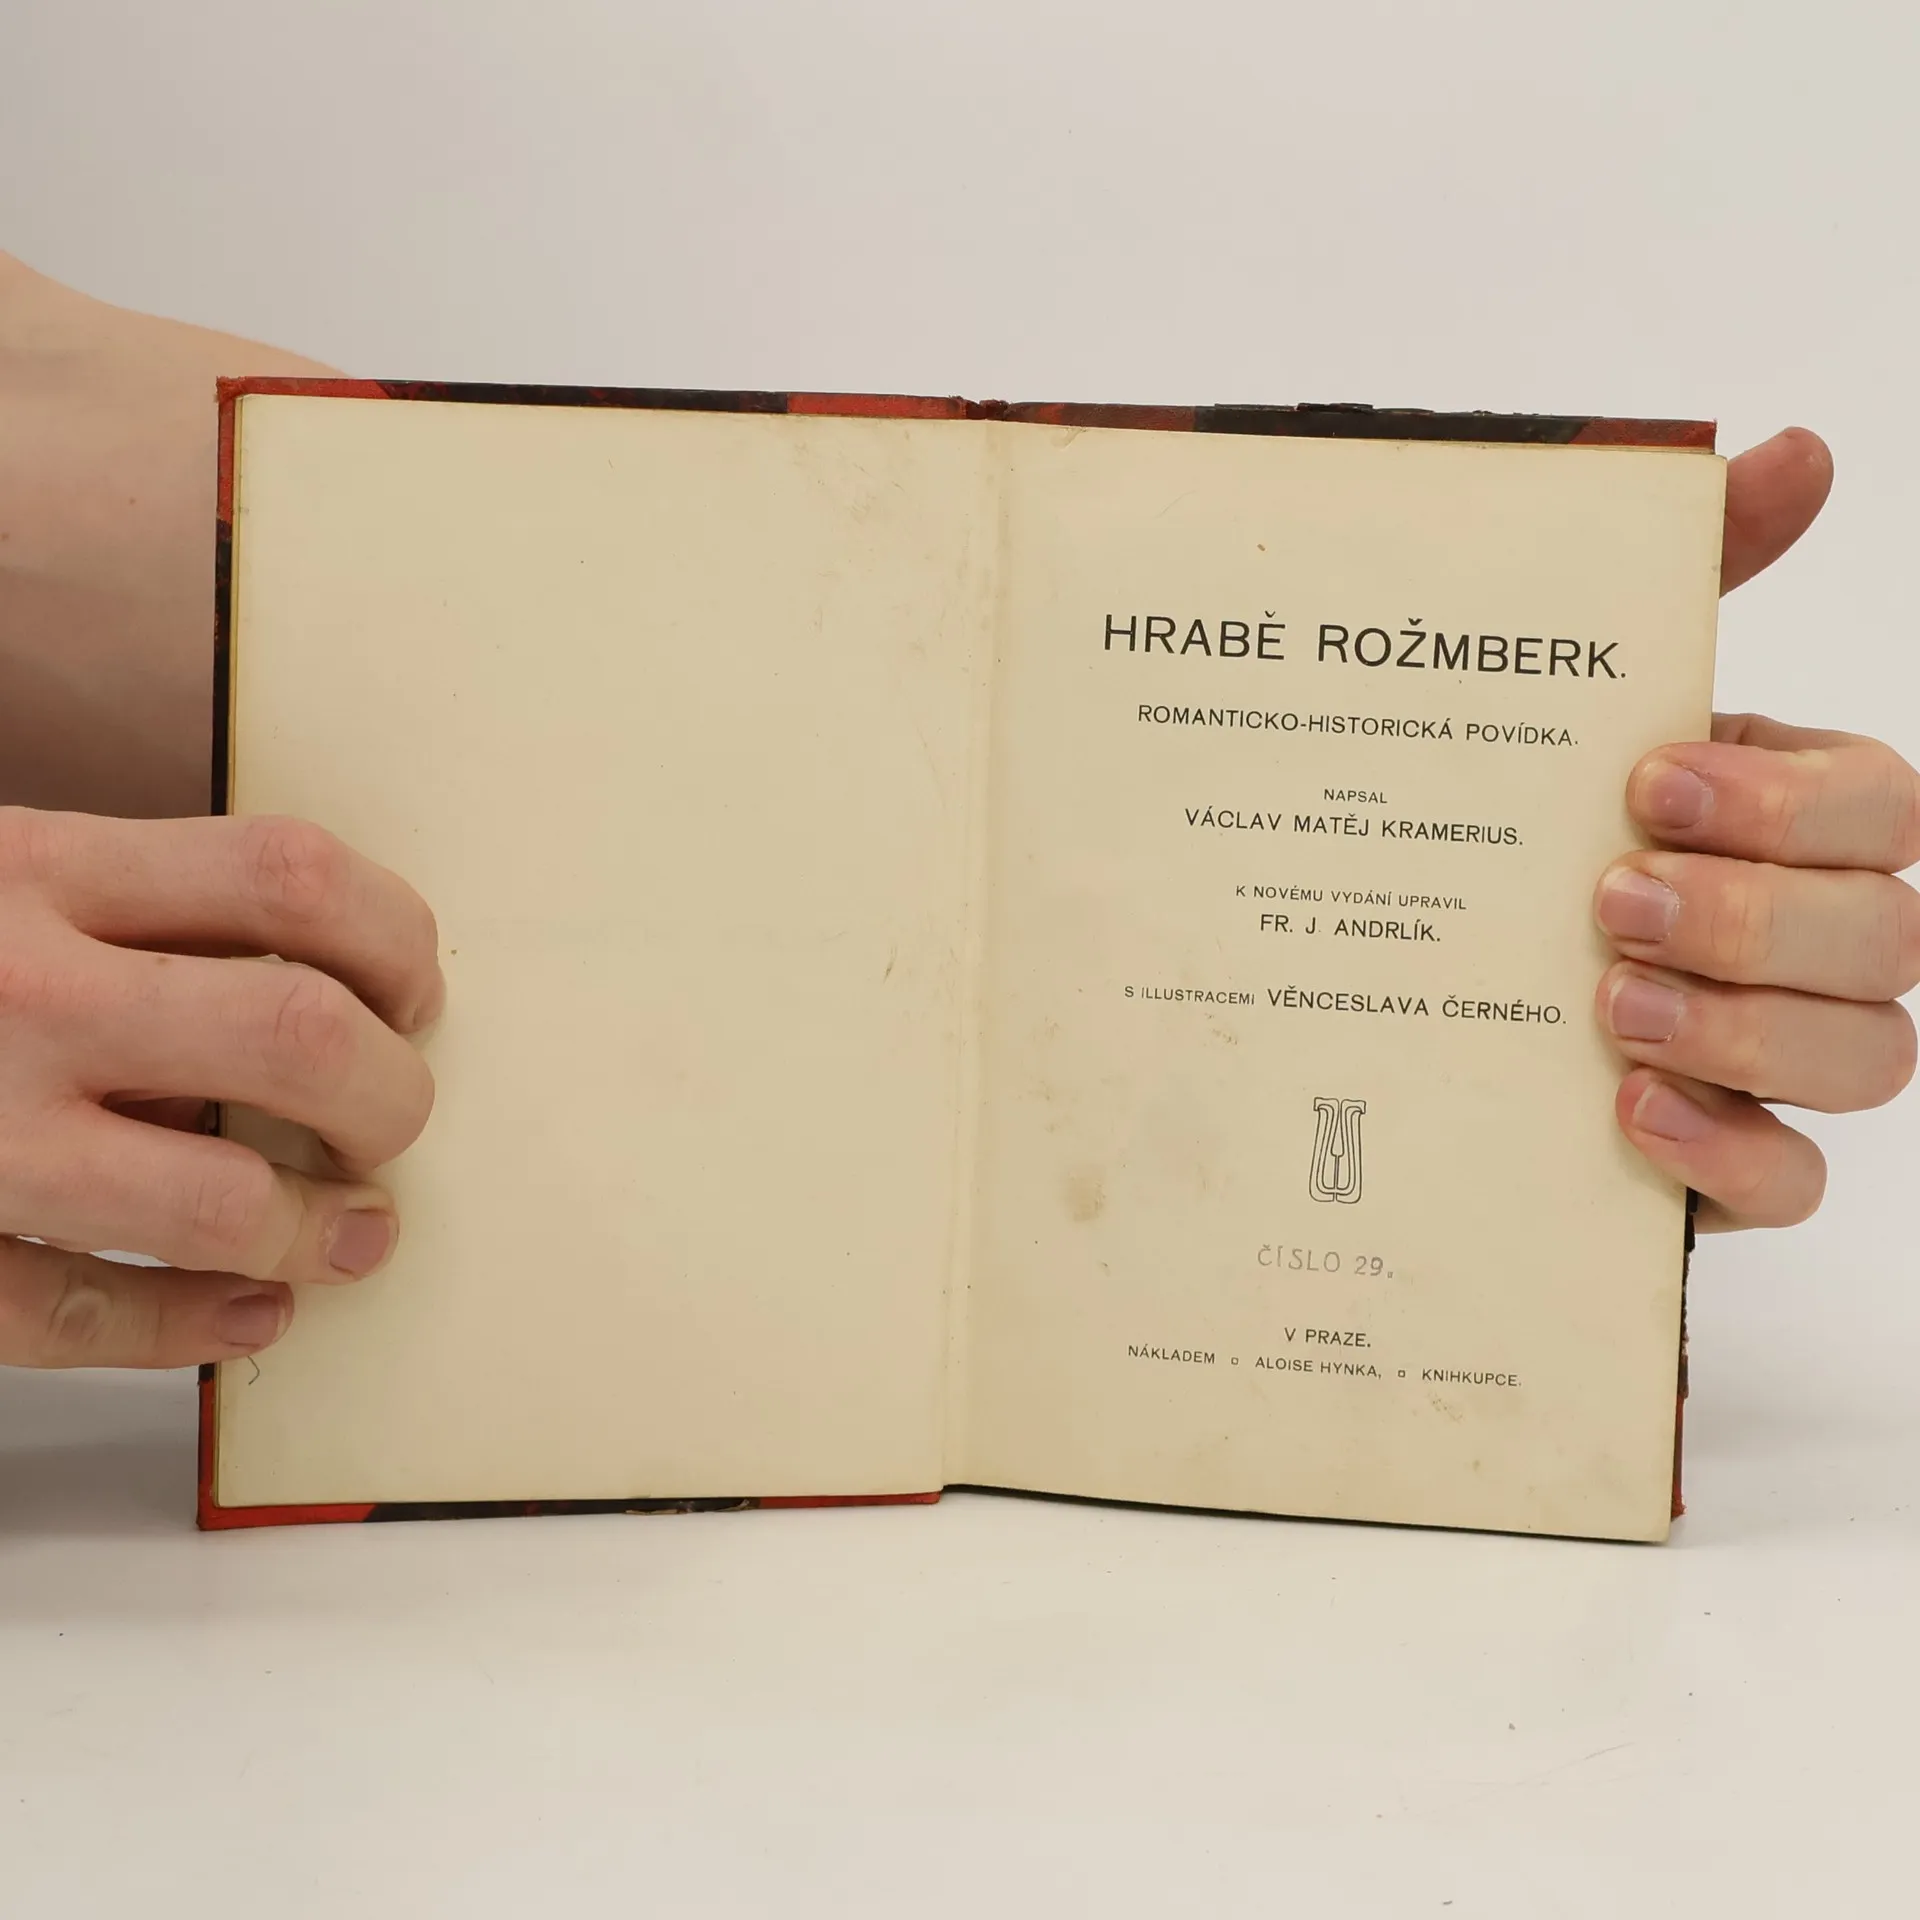 HRABĚ ROŽMBERK.
ROMANTICKO-HISTORICKÁ POVÍDKA.
NAPSAL
VÁCLAV MATĚJ KRAMERIUS.
K NOVÉMU VYDÁNÍ UPRAVIL
FR. J. ANDRLÍK.
S ILLUSTRACEMI VĚNCESLAVA ČERNÉHO.
ČÍSLO 29.
V PRAZE.
NÁKLADEM ▫ ALOISE HYNKA, ▫ KNIHKUPCE.